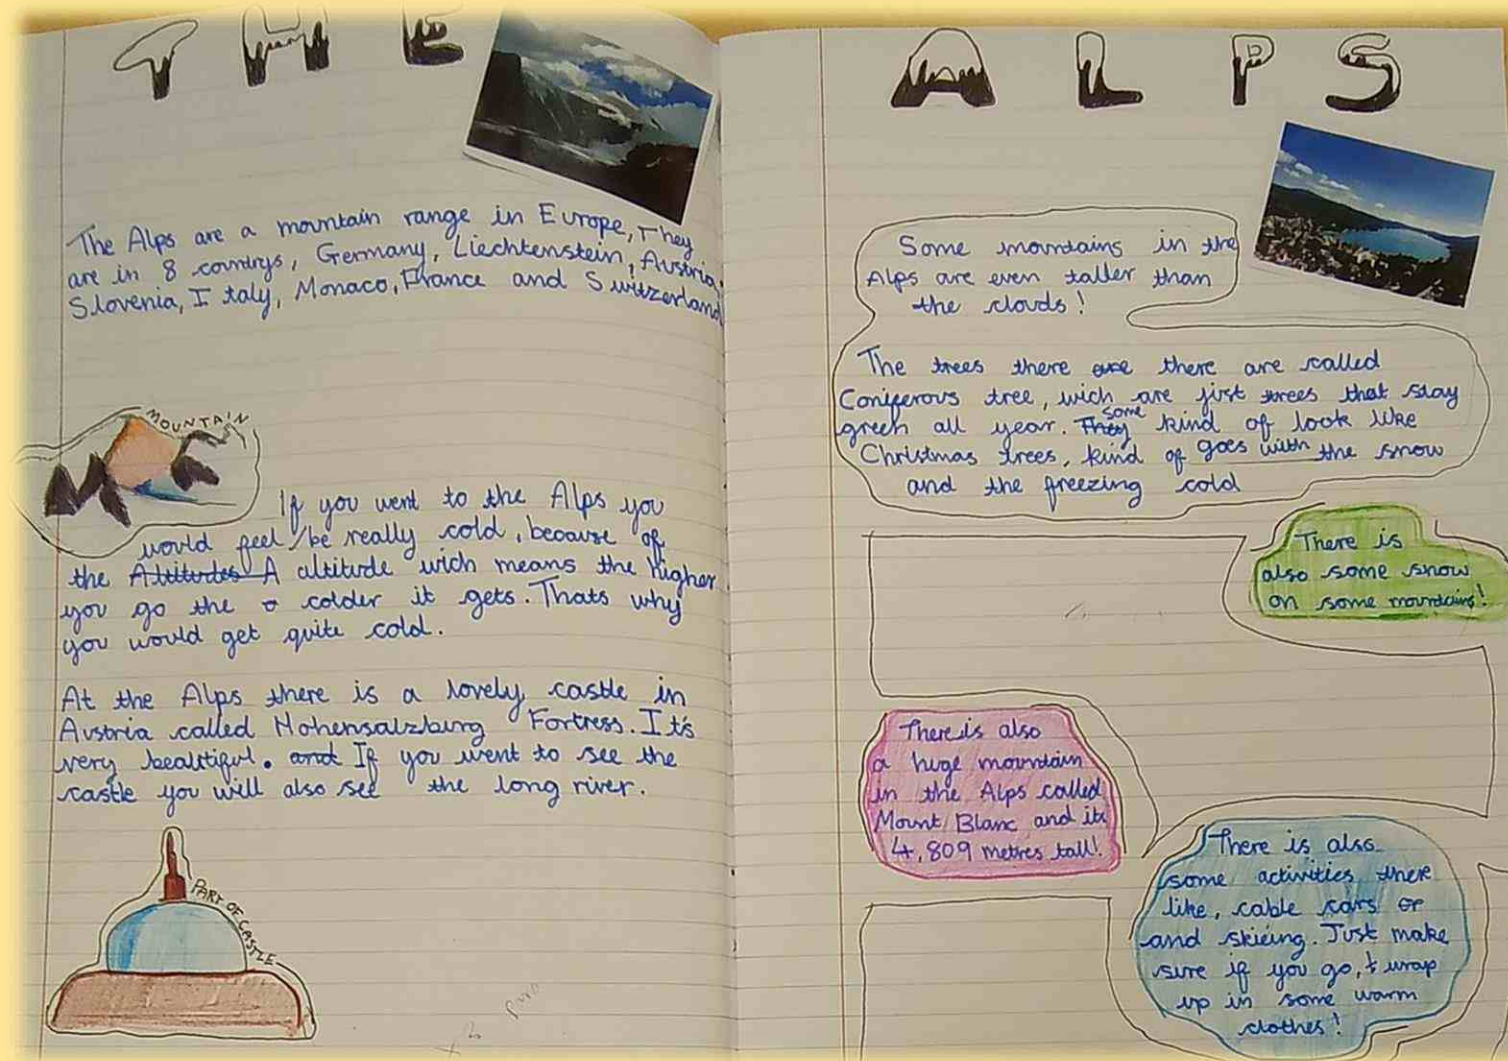 THE ALPS
The Alps are a mountain range in Europe, They
are in 8 countrys, Germany, Liechtenstein, Austria,
Slovenia, Italy, Monaco, France and Switzerland
MOUNTAIN
If you went to the Alps you
would feel be really cold, because of
the Altitudes A altitude wich means the higher
you go the colder it gets. Thats why
you would get quite cold.
At the Alps there is a lovely castle in
Austria called Hohensalzburg Fortress. It's
very beautiful. and If you went to see the
castle you will also see the long river.
PART OF CASTLE
Some mountains in the
Alps are even taller than
the clouds!
The trees there are there are called
Coniferous tree, wich are jist trees that stay
green all year. They some kind of look like
Christmas trees, kind of goes with the snow
and the freezing cold
There is
also some snow
on some mountains!
There is also
a huge mountain
in the Alps called
Mount Blanc and its
4,809 metres tall!
There is also
some activities there
like, cable cars or
and skieing. Just make
sure if you go, t wrap
up in some warm
clothes!